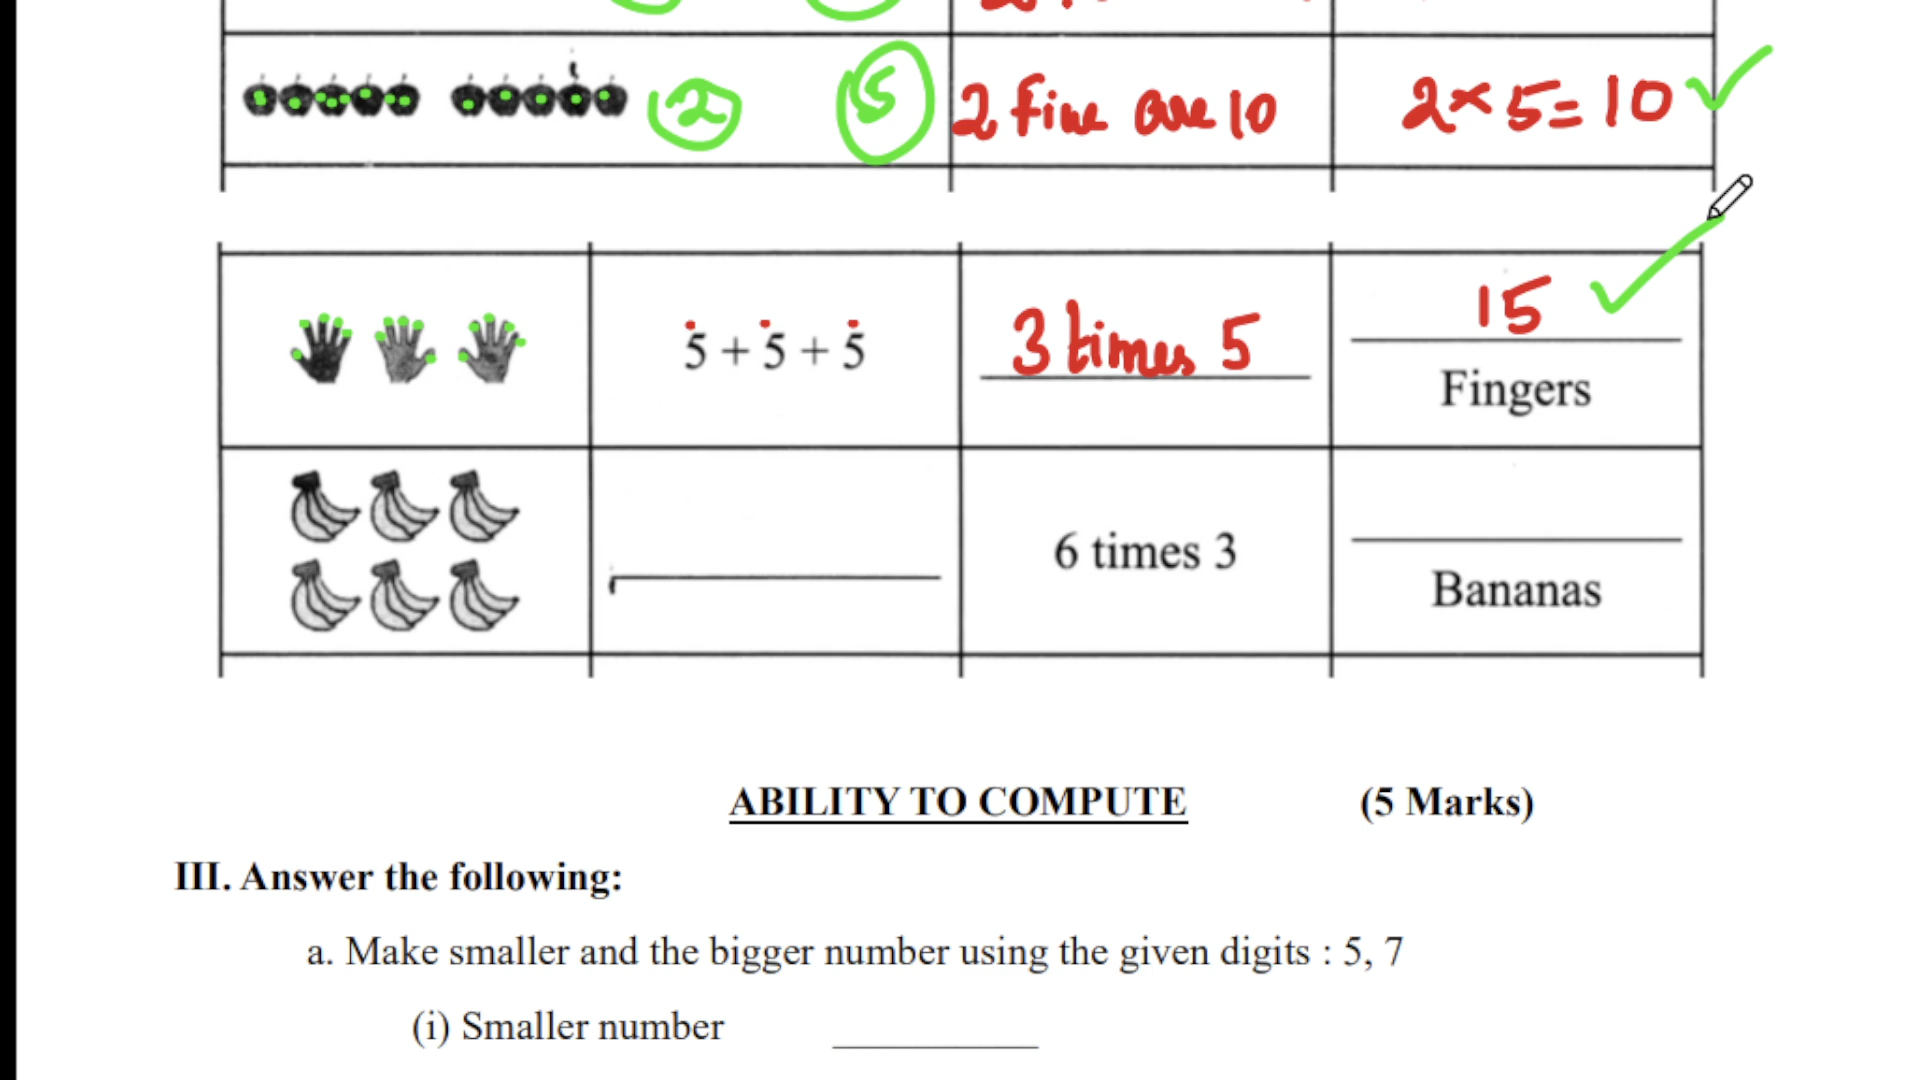 2 5 2 five are 10 2×5=10
5 + 5 + 5 3 times 5 15
Fingers
6 times 3
Bananas
ABILITY TO COMPUTE (5 Marks)
III. Answer the following:
a. Make smaller and the bigger number using the given digits : 5, 7
(i) Smaller number